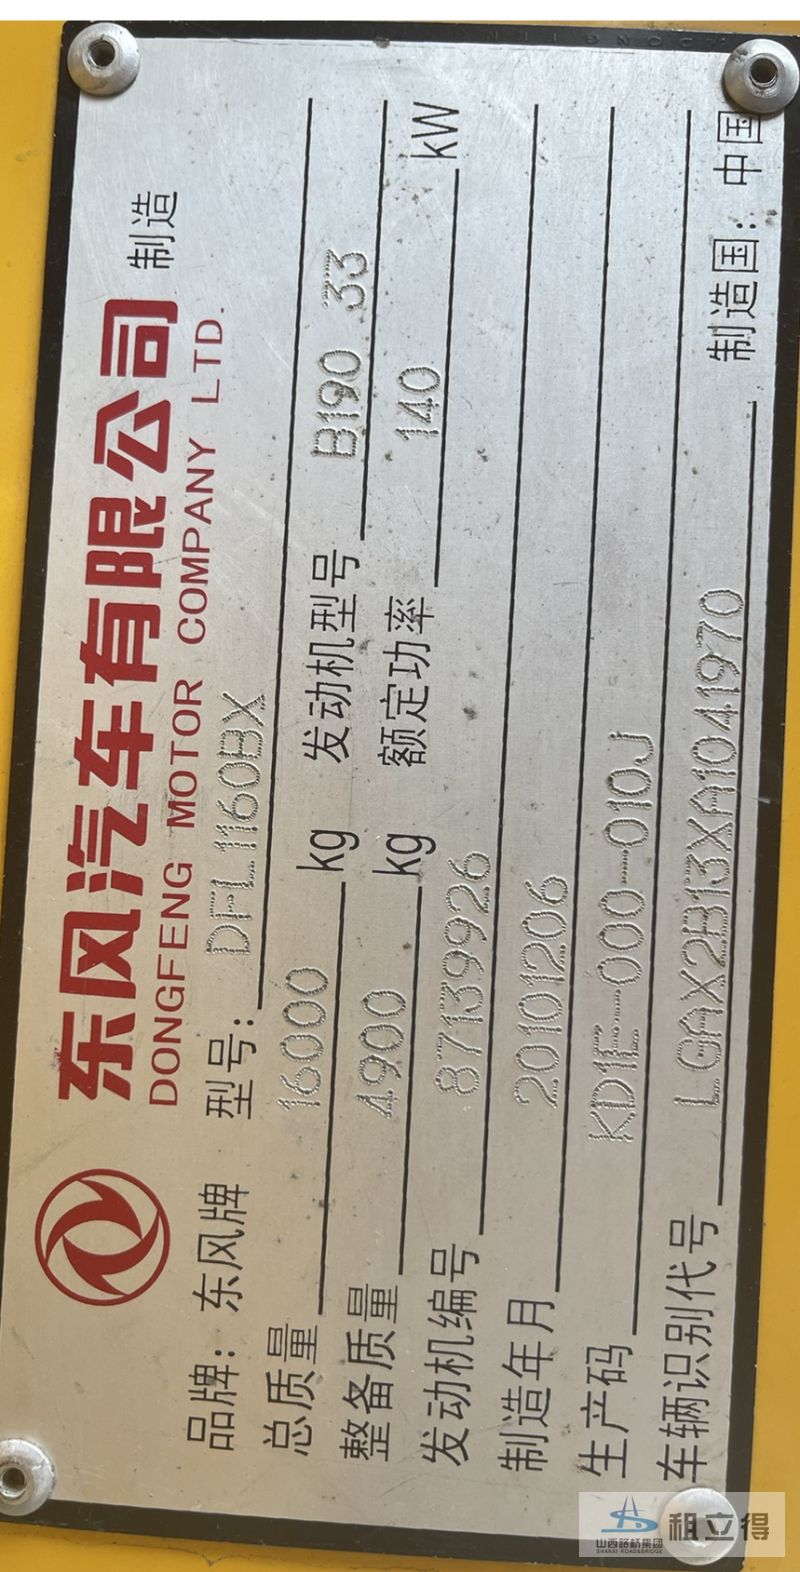 东风汽车有限公司 制造
DONGFENG MOTOR COMPANY LTD.
品牌：东风牌 型号：DFL1160BX
总质量 16000 kg 发动机型号 B190 33
整备质量 4900 kg 额定功率 140 kW
发动机编号 87139926
制造年月 20101206
生产码 KD1E-000-010J
车辆识别代号 LGAX2B13XA1041970 制造国：中国
山西路桥集团
SHANXI ROAD&BRIDGE
租立得